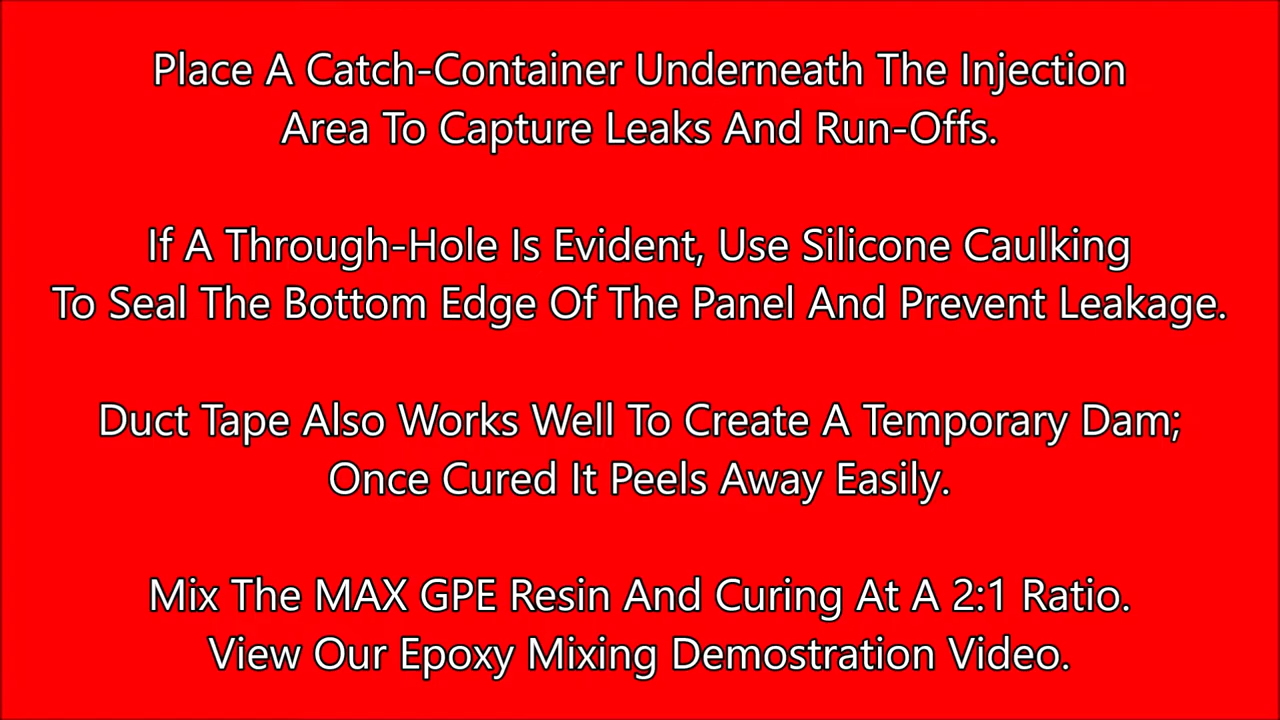 Place A Catch-Container Underneath The Injection
Area To Capture Leaks And Run-Offs.
If A Through-Hole Is Evident, Use Silicone Caulking
To Seal The Bottom Edge Of The Panel And Prevent Leakage.
Duct Tape Also Works Well To Create A Temporary Dam;
Once Cured It Peels Away Easily.
Mix The MAX GPE Resin And Curing At A 2:1 Ratio.
View Our Epoxy Mixing Demostration Video.